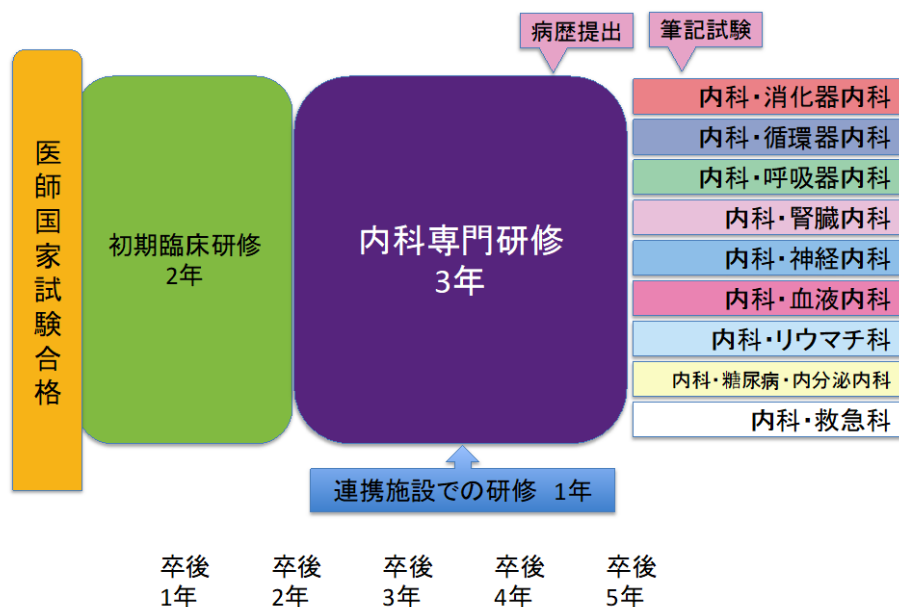 病歴提出
筆記試験
医師国家試験合格
初期臨床研修
2年
内科専門研修
3年
内科・消化器内科
内科・循環器内科
内科・呼吸器内科
内科・腎臓内科
内科・神経内科
内科・血液内科
内科・リウマチ科
内科・糖尿病・内分泌内科
内科・救急科
連携施設での研修 1年
卒後 卒後 卒後 卒後 卒後
1年 2年 3年 4年 5年